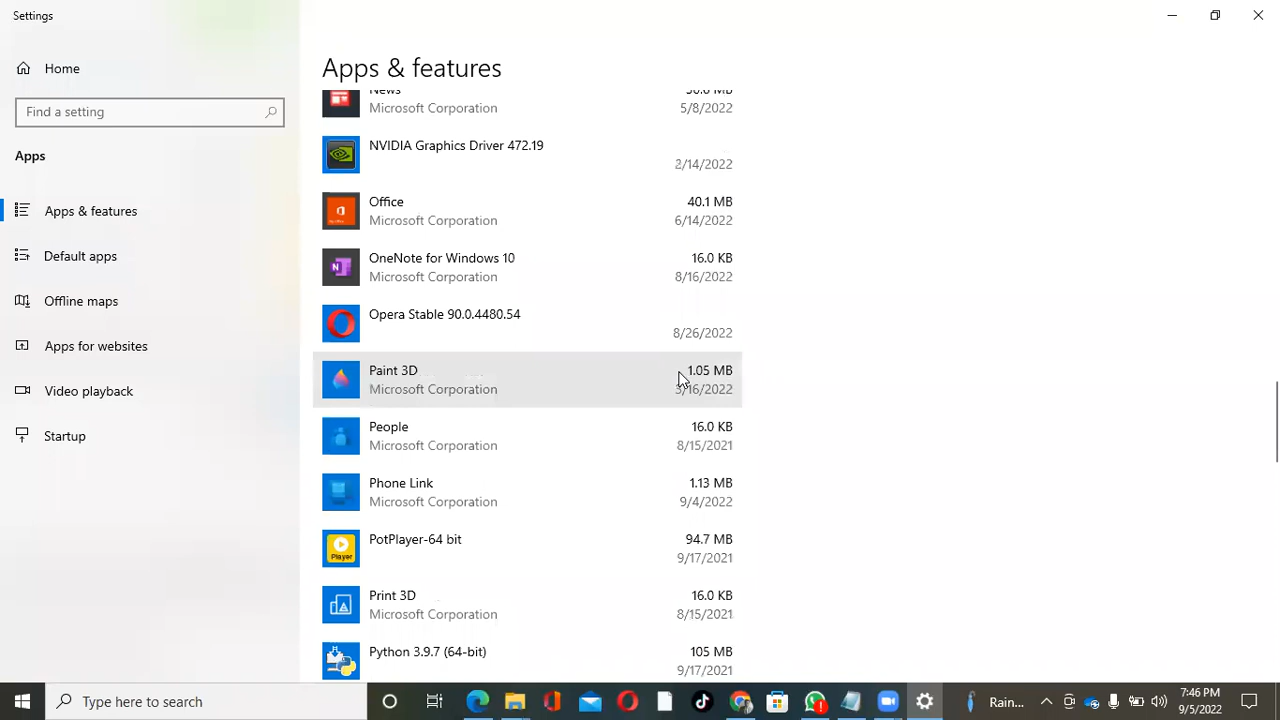 Settings
Home
Find a setting
Apps
Apps & features
Default apps
Offline maps
Apps for websites
Video playback
Startup
Apps & features
News
Microsoft Corporation 5/8/2022
NVIDIA Graphics Driver 472.19
2/14/2022
Office 40.1 MB
Microsoft Corporation 6/14/2022
OneNote for Windows 10 16.0 KB
Microsoft Corporation 8/16/2022
Opera Stable 90.0.4480.54
8/26/2022
Paint 3D 1.05 MB
Microsoft Corporation 3/16/2022
People 16.0 KB
Microsoft Corporation 8/15/2021
Phone Link 1.13 MB
Microsoft Corporation 9/4/2022
PotPlayer-64 bit 94.7 MB
Player
9/17/2021
Print 3D 16.0 KB
Microsoft Corporation 8/15/2021
Python 3.9.7 (64-bit) 105 MB
9/17/2021
Type here to search
Rain...
7:46 PM
9/5/2022